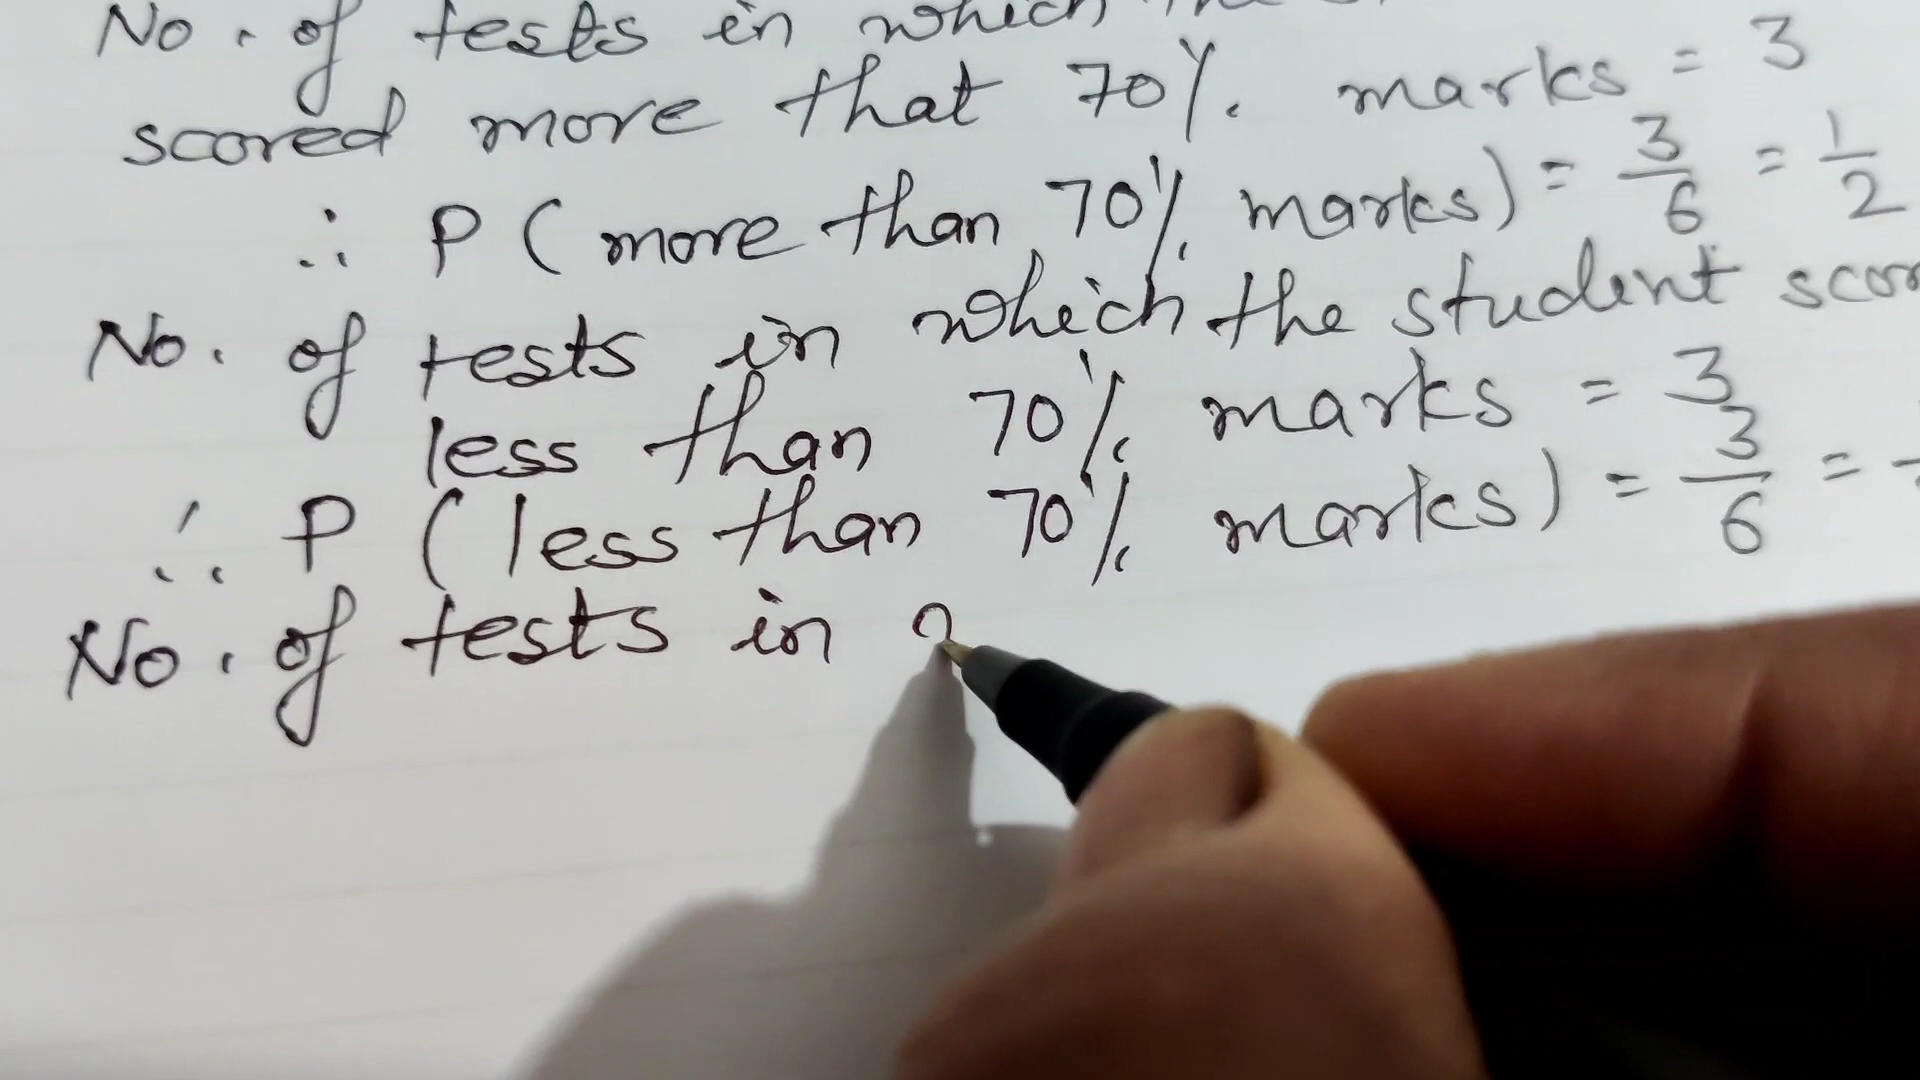 No. of tests in which the
scored more that 70% marks = 3
∴ P (more than 70% marks) = 3/6 = 1/2
No. of tests in which the student scor
less than 70% marks = 3
∴ P (less than 70% marks) = 3/6 =
No. of tests in